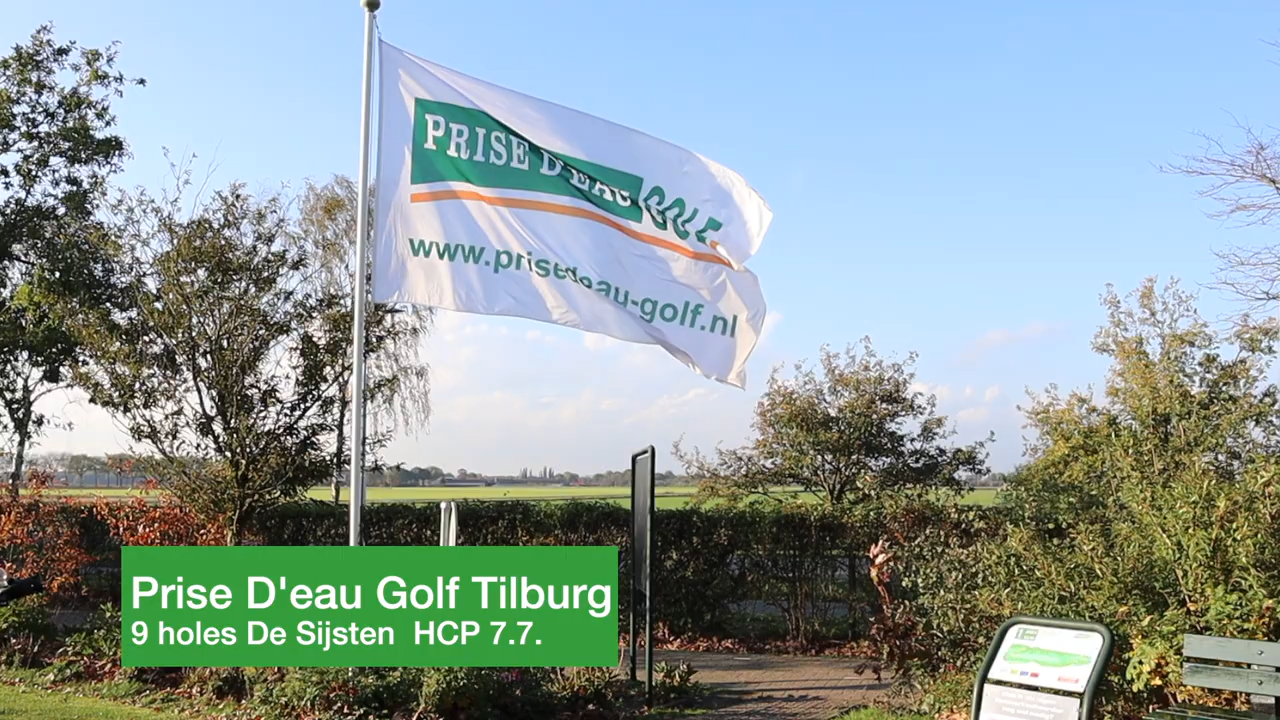 PRISE D'EAU GOLF
www.prisedeau-golf.nl
Prise D'eau Golf Tilburg
9 holes De Sijsten HCP 7.7.